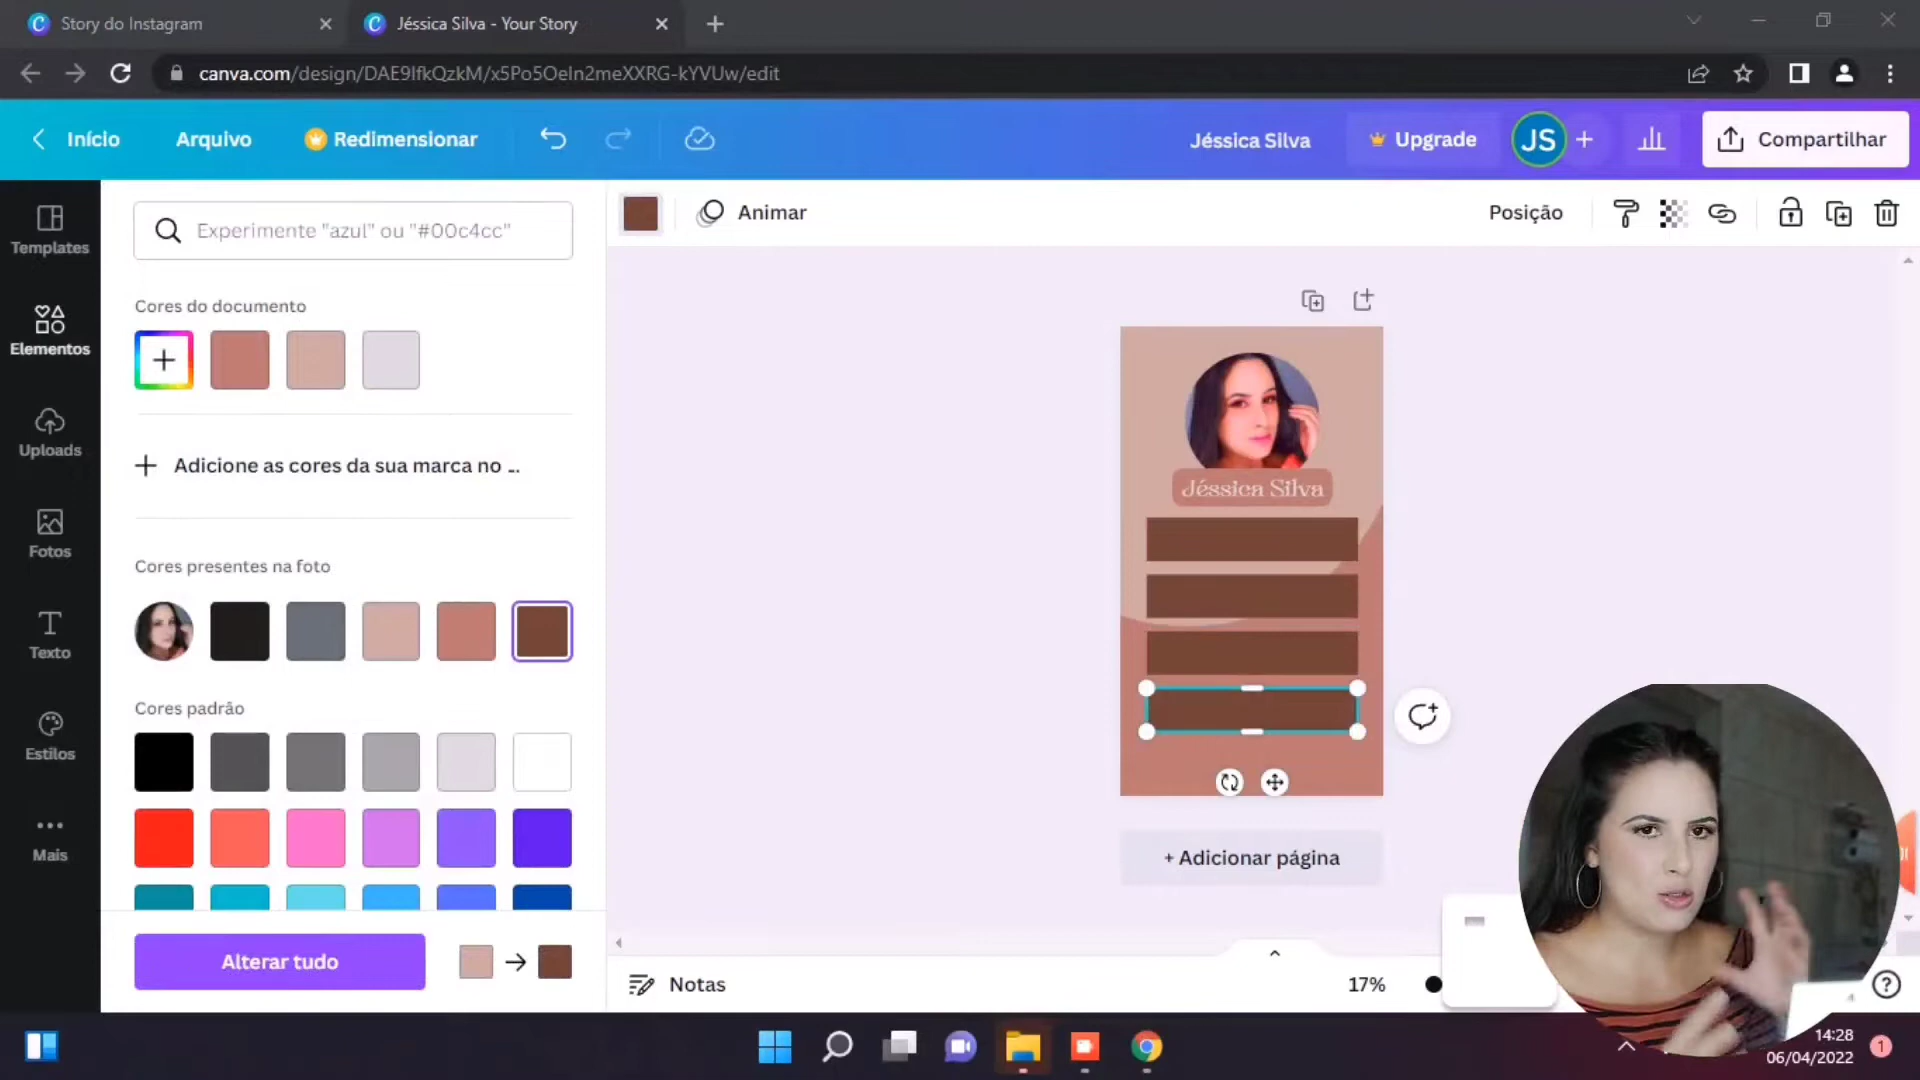 Story do Instagram
Jéssica Silva - Your Story
canva.com/design/DAE9lfkQzkM/x5Po5OeIn2meXXRG-kYVUw/edit
Início
Arquivo
Redimensionar
Jéssica Silva
Upgrade
JS
Compartilhar
Templates
Elementos
Uploads
Fotos
Texto
Estilos
Mais
Experimente "azul" ou "#00c4cc"
Cores do documento
Adicione as cores da sua marca no ...
Cores presentes na foto
Cores padrão
Alterar tudo
Animar
Posição
Jéssica Silva
+ Adicionar página
Notas
17%
14:28
06/04/2022
1